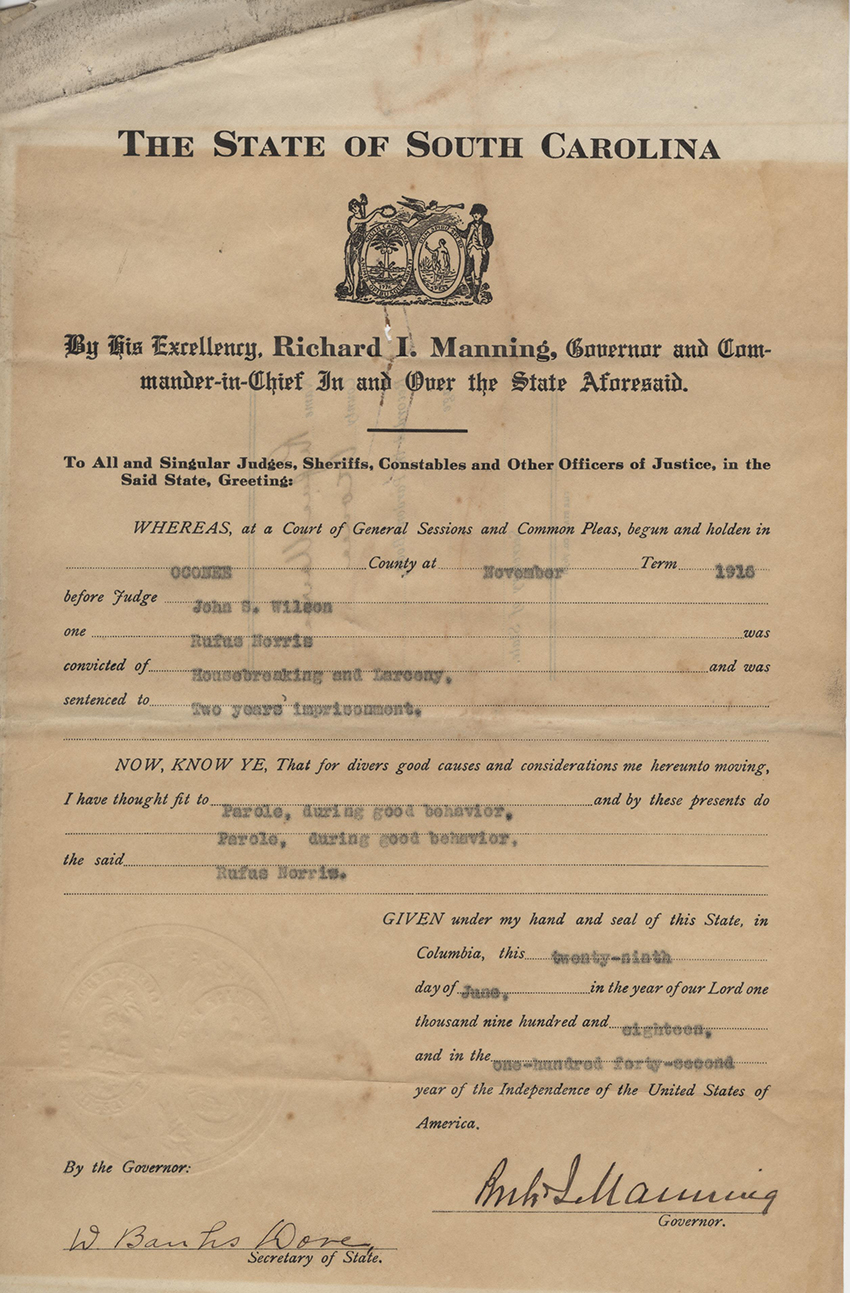 THE STATE OF SOUTH CAROLINA
By His Excellency, Richard I. Manning, Governor and Com-
mander-in-Chief In and Over the State Aforesaid.
To All and Singular Judges, Sheriffs, Constables and Other Officers of Justice, in the
Said State, Greeting:
WHEREAS, at a Court of General Sessions and Common Pleas, begun and holden in
OCONEE County at November Term 1916
before Judge John S. Wilson
one Rufus Norris was
convicted of Housebreaking and Larceny, and was
sentenced to Two years' imprisonment.
NOW, KNOW YE, That for divers good causes and considerations me hereunto moving,
I have thought fit to Parole, during good behavior, and by these presents do
Parole, during good behavior,
the said Rufus Norris.
GIVEN under my hand and seal of this State, in
Columbia, this twenty-ninth
day of June, in the year of our Lord one
thousand nine hundred and eighteen,
and in the one-hundred forty-second
year of the Independence of the United States of
America.
By the Governor:
Richd I. Manning
Governor.
W. Banks Dove
Secretary of State.